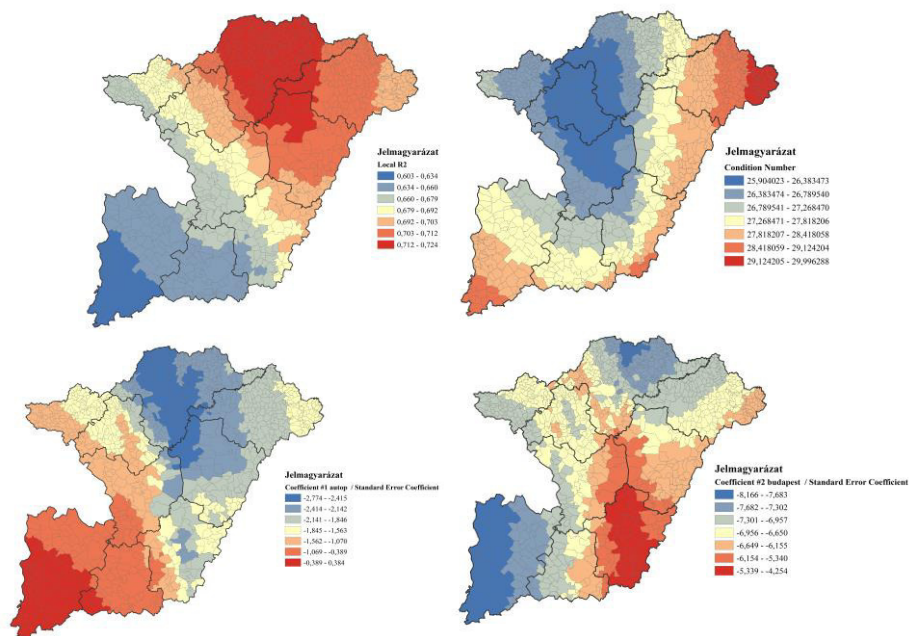 Jelmagyarázat
Local R2
0,603 - 0,634
0,634 - 0,660
0,660 - 0,679
0,679 - 0,692
0,692 - 0,703
0,703 - 0,712
0,712 - 0,724
Jelmagyarázat
Condition Number
25,904023 - 26,383473
26,383474 - 26,789540
26,789541 - 27,268470
27,268471 - 27,818206
27,818207 - 28,418058
28,418059 - 29,124204
29,124205 - 29,996288
Jelmagyarázat
Coefficient #1 autop / Standard Error Coefficient
-2,774 - -2,415
-2,414 - -2,142
-2,141 - -1,846
-1,845 - -1,563
-1,562 - -1,070
-1,069 - -0,389
-0,389 - 0,384
Jelmagyarázat
Coefficient #2 budapest / Standard Error Coefficient
-8,166 - -7,683
-7,682 - -7,302
-7,301 - -6,957
-6,956 - -6,650
-6,649 - -6,155
-6,154 - -5,340
-5,339 - -4,254